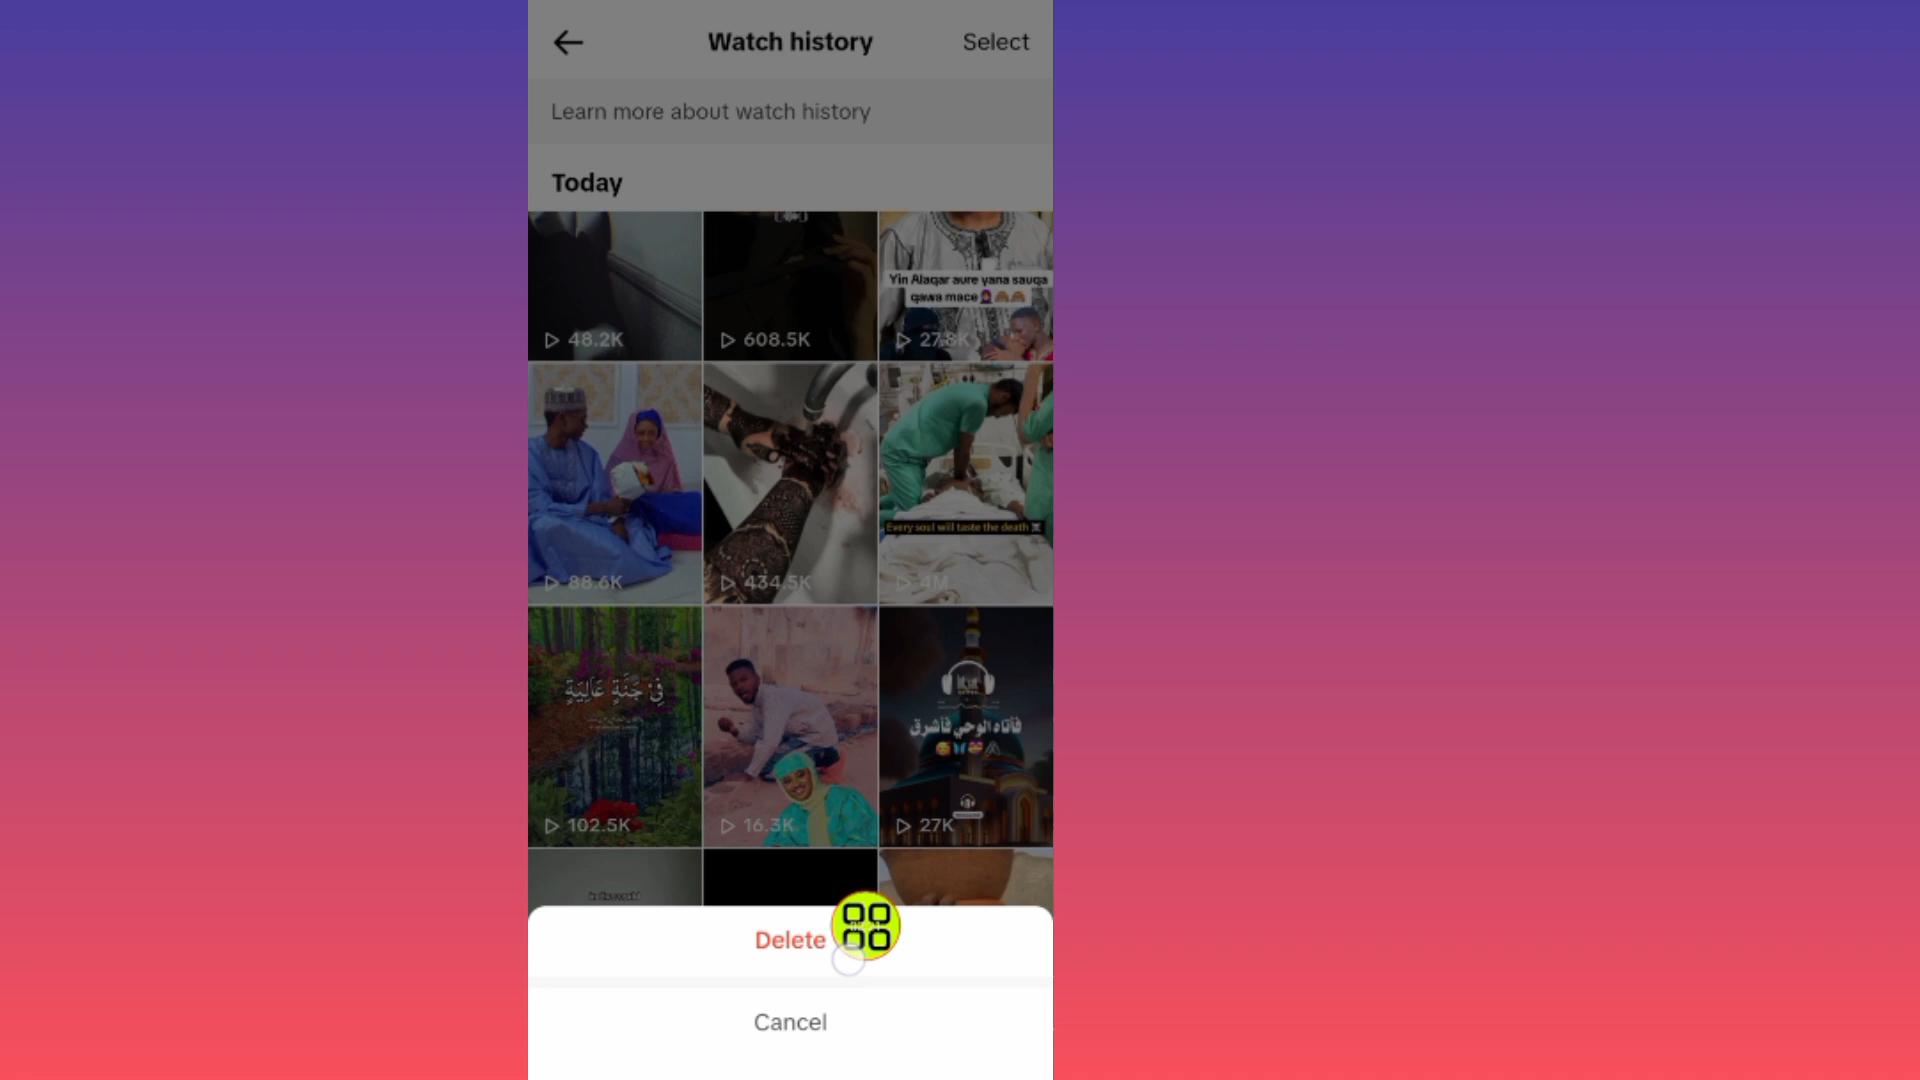 Watch history
Select
Learn more about watch history
Today
Yin Alaqar aure yana sauqa
qawa mace
48.2K
608.5K
27.8K
Every soul will taste the death
88.6K
434.5K
4M
فِي جَنَّةٍ عَالِيَةٍ
فأتاه الوحي فأشرق
102.5K
16.3K
27K
Delete
Cancel